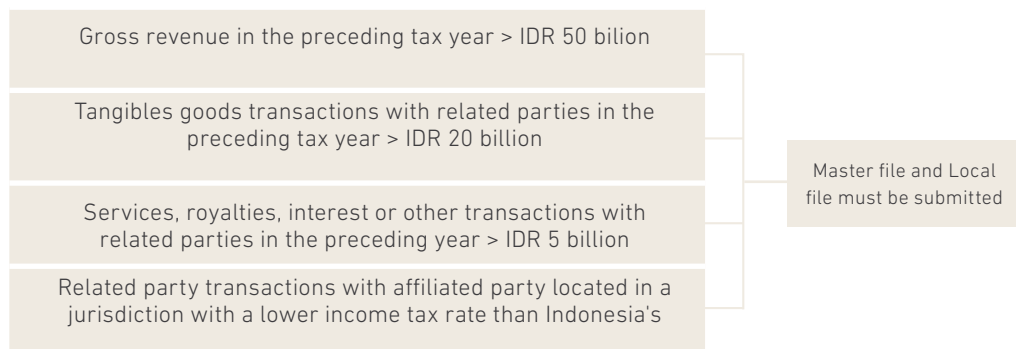 Gross revenue in the preceding tax year > IDR 50 bilion
Tangibles goods transactions with related parties in the
preceding tax year > IDR 20 billion
Services, royalties, interest or other transactions with
related parties in the preceding year > IDR 5 billion
Related party transactions with affiliated party located in a
jurisdiction with a lower income tax rate than Indonesia's
Master file and Local
file must be submitted